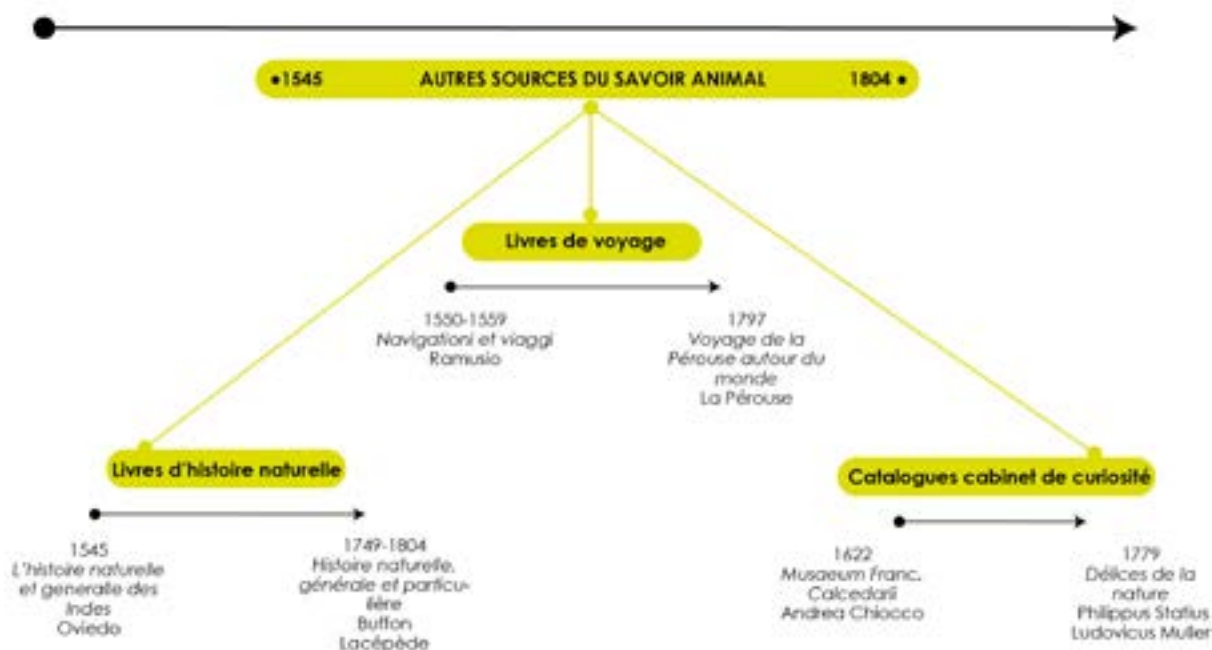 •1545 AUTRES SOURCES DU SAVOIR ANIMAL 1804 •
Livres de voyage
1550-1559
Navigationi et viaggi
Ramusio
1797
Voyage de la
Pérouse autour du
monde
La Pérouse
Livres d'histoire naturelle
1545
L'histoire naturelle
et generalle des
Indes
Oviedo
1749-1804
Histoire naturelle,
générale et particu-
lière
Buffon
Lacépède
Catalogues cabinet de curiosité
1622
Musaeum Franc.
Calcedarii
Andrea Chiocco
1779
Délices de la
nature
Philippus Statius
Ludovicus Muller